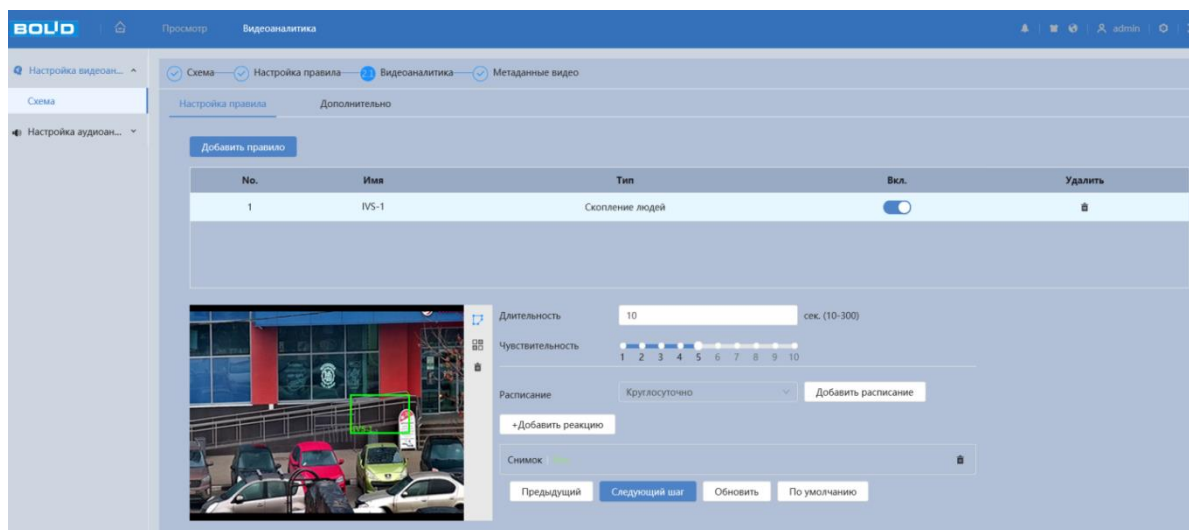 BOLID
Просмотр
Видеоаналитика
admin
Настройка видеоан...
Схема
Настройка аудиоан...
Схема
Настройка правила
2.1
Видеоаналитика
Метаданные видео
Настройка правила
Дополнительно
Добавить правило
No. Имя Тип Вкл. Удалить
1 IVS-1 Скопление людей
Длительность 10 сек. (10-300)
Чувствительность
1 2 3 4 5 6 7 8 9 10
Расписание Круглосуточно Добавить расписание
+Добавить реакцию
Снимок
Предыдущий Следующий шаг Обновить По умолчанию